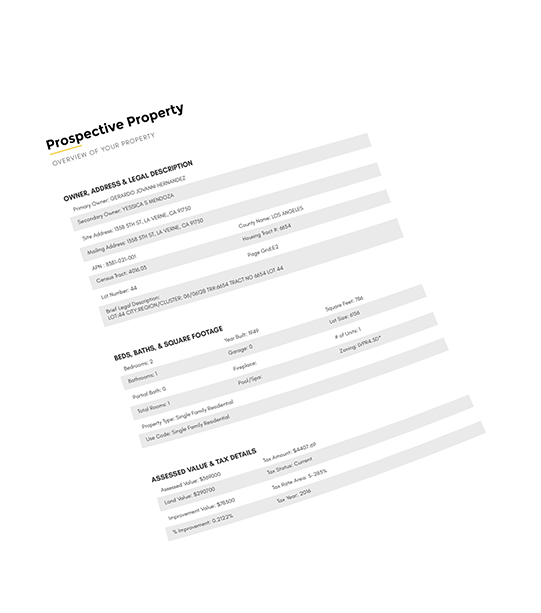 Prospective Property
OVERVIEW OF YOUR PROPERTY
OWNER, ADDRESS & LEGAL DESCRIPTION
Primary Owner: GERARDO JOVANNI HERNANDEZ
Secondary Owner: YESSICA S MENDOZA
Site Address: 1358 5TH ST, LA VERNE, CA 91750
Mailing Address: 1358 5TH ST, LA VERNE, CA 91750
APN : 8381-021-001 County Name: LOS ANGELES
Census Tract: 4016.03 Housing Tract #: 6654
Lot Number: 44 Page Grid: E2
Brief Legal Description:
LOT:44 CITY:REGION/CLUSTER: 06/06128 TR#:6654 TRACT NO 6654 LOT 44
BEDS, BATHS, & SQUARE FOOTAGE
Bedrooms: 2 Year Built: 1949 Square Feet: 786
Bathrooms: 1 Garage: 0 Lot Size: 6158
Partial Bath: 0 Fireplace: # of Units: 1
Total Rooms: 1 Pool/Spa: Zoning:
Property Type: Single Family Residential
Use Code: Single Family Residential
ASSESSED VALUE & TAX DETAILS
Assessed Value: $369000 Tax Amount: $4407.69
Land Value: $290700 Tax Status: Current
Improvement Value: $78300 Tax Rate Area: 5-285%
% Improvement: 0.2122% Tax Year: 2016